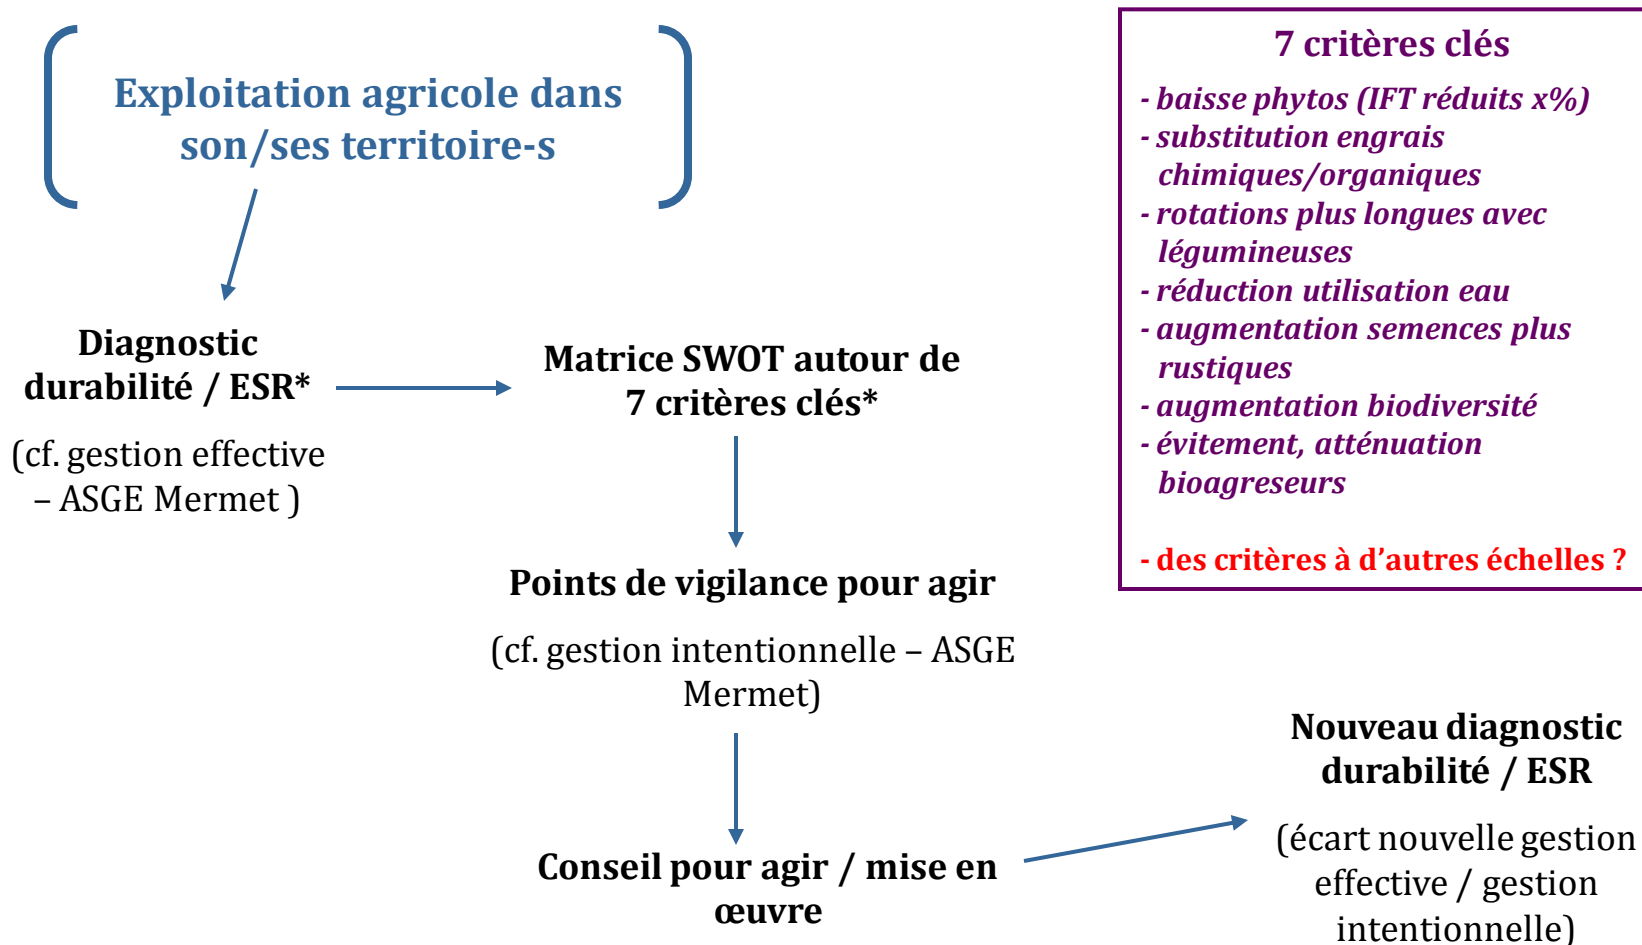 Exploitation agricole dans
son/ses territoire-s
7 critères clés
- baisse phytos (IFT réduits x%)
- substitution engrais
chimiques/organiques
- rotations plus longues avec
légumineuses
- réduction utilisation eau
- augmentation semences plus
rustiques
- augmentation biodiversité
- évitement, atténuation
bioagreseurs
- des critères à d’autres échelles ?
Diagnostic
durabilité / ESR*
(cf. gestion effective
– ASGE Mermet )
Matrice SWOT autour de
7 critères clés*
Points de vigilance pour agir
(cf. gestion intentionnelle – ASGE
Mermet)
Conseil pour agir / mise en
œuvre
Nouveau diagnostic
durabilité / ESR
(écart nouvelle gestion
effective / gestion
intentionnelle)